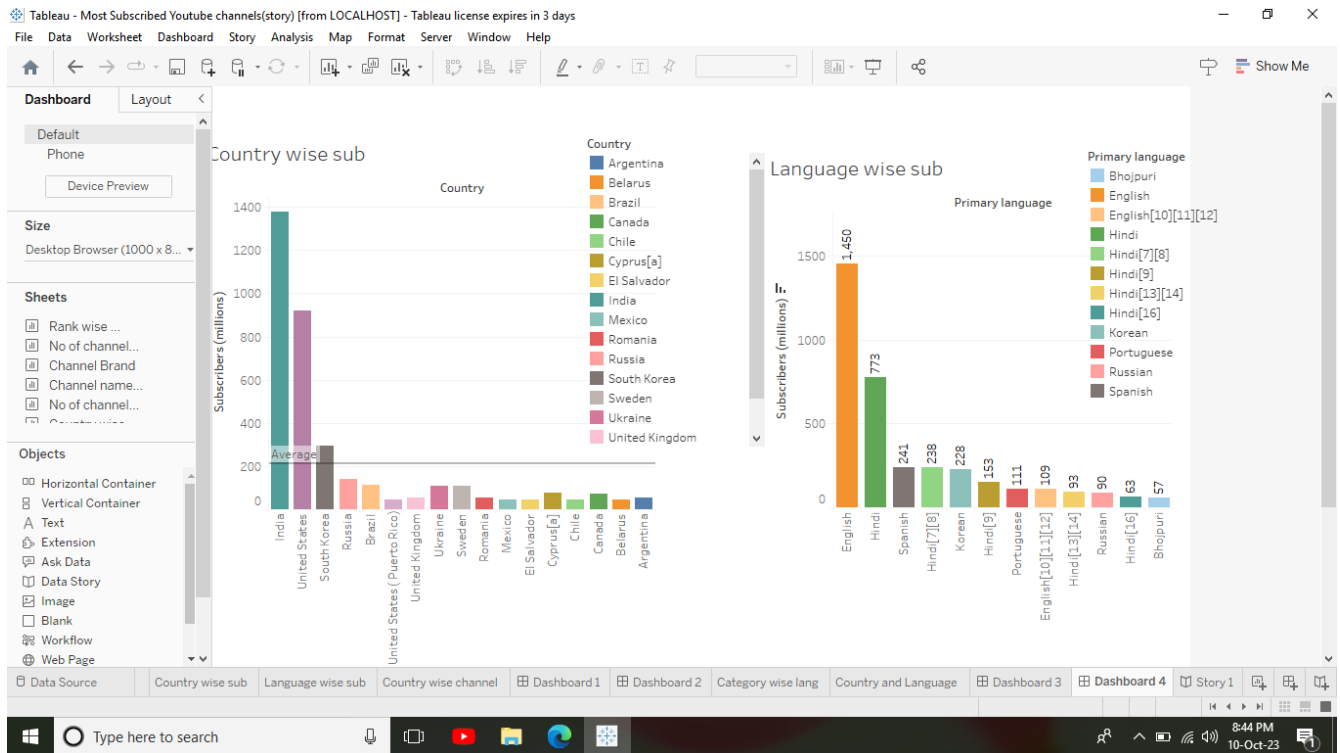 Tableau - Most Subscribed Youtube channels(story) [from LOCALHOST] - Tableau license expires in 3 days
File Data Worksheet Dashboard Story Analysis Map Format Server Window Help
Show Me
Dashboard Layout
Default
Phone
Device Preview
Size
Desktop Browser (1000 x 8...
Sheets
Rank wise ...
No of channel...
Channel Brand
Channel name...
No of channel...
Objects
Horizontal Container
Vertical Container
Text
Extension
Ask Data
Data Story
Image
Blank
Workflow
Web Page
Country wise sub
Country
Subscribers (millions)
1400
1200
1000
800
600
400
200
0
Average
India
United States
South Korea
Russia
Brazil
United States ( Puerto Rico)
United Kingdom
Ukraine
Sweden
Romania
Mexico
El Salvador
Cyprus[a]
Chile
Canada
Belarus
Argentina
Country
Argentina
Belarus
Brazil
Canada
Chile
Cyprus[a]
El Salvador
India
Mexico
Romania
Russia
South Korea
Sweden
Ukraine
United Kingdom
Language wise sub
Primary language
Subscribers (millions)
1500
1000
500
0
1,450
773
241
238
228
153
111
109
93
90
63
57
English
Hindi
Spanish
Hindi[7][8]
Korean
Hindi[9]
Portuguese
English[10][11][12]
Hindi[13][14]
Russian
Hindi[16]
Bhojpuri
Primary language
Bhojpuri
English
English[10][11][12]
Hindi
Hindi[7][8]
Hindi[9]
Hindi[13][14]
Hindi[16]
Korean
Portuguese
Russian
Spanish
Data Source Country wise sub Language wise sub Country wise channel Dashboard 1 Dashboard 2 Category wise lang Country and Language Dashboard 3 Dashboard 4 Story 1
Type here to search
8:44 PM
10-Oct-23
1